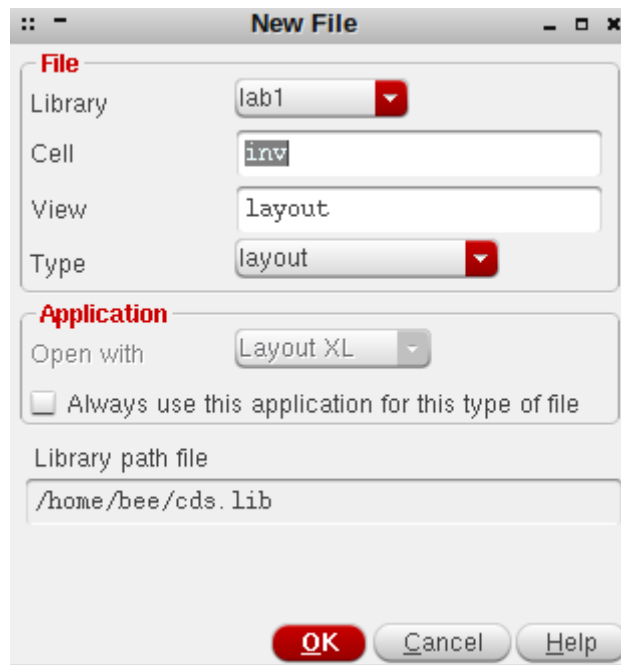 New File
File
Library lab1
Cell inv
View layout
Type layout
Application
Open with Layout XL
Always use this application for this type of file
Library path file
/home/bee/cds.lib
OK Cancel Help